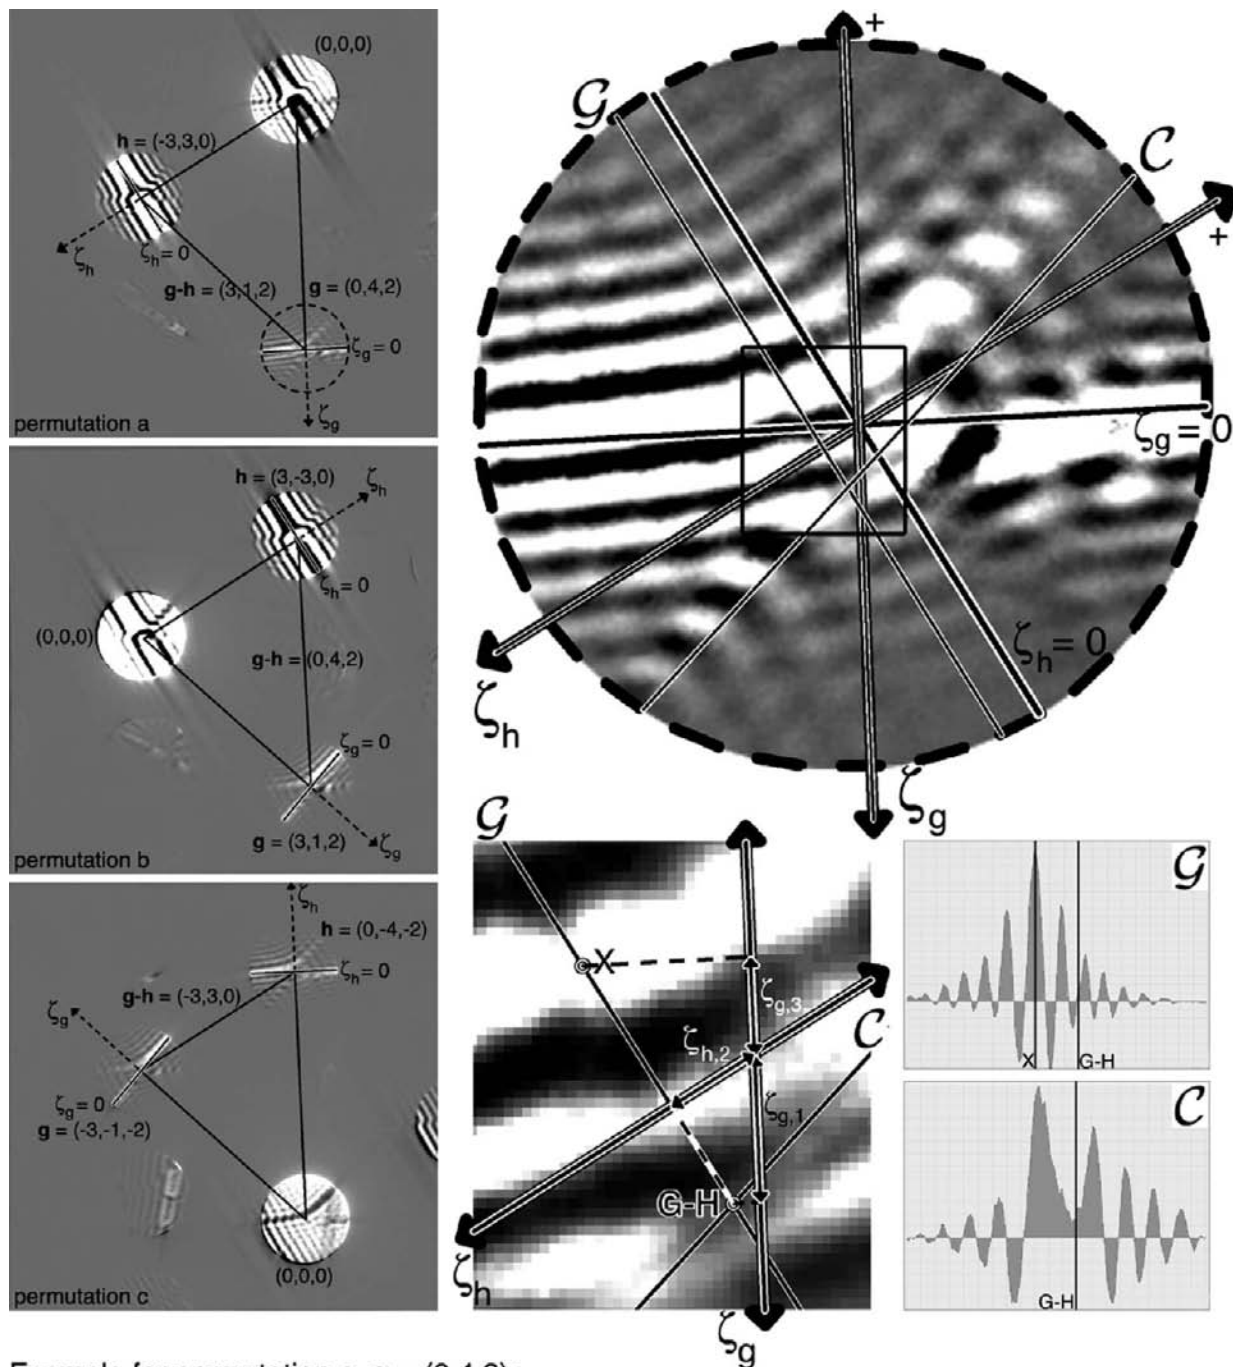 (0,0,0)
h = (-3,3,0)
ζh
ζh = 0
g-h = (3,1,2)
g = (0,4,2)
ζg = 0
ζg
permutation a
h = (3,-3,0)
ζh
ζh = 0
(0,0,0)
g-h = (0,4,2)
ζg = 0
g = (3,1,2)
ζg
permutation b
ζh
h = (0,-4,-2)
ζh = 0
g-h = (-3,3,0)
ζg
ζg = 0
g = (-3,-1,-2)
(0,0,0)
permutation c
+
G
C
+
ζg = 0
ζh = 0
ζh
ζg
G
X
ζg,3
ζh,2
C
ζg,1
G-H
ζh
ζg
G
X
G-H
C
G-H